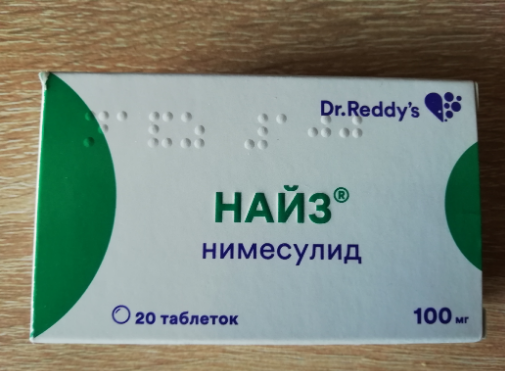 Dr.Reddy's
НАЙЗ®
нимесулид
20 таблеток
100 мг